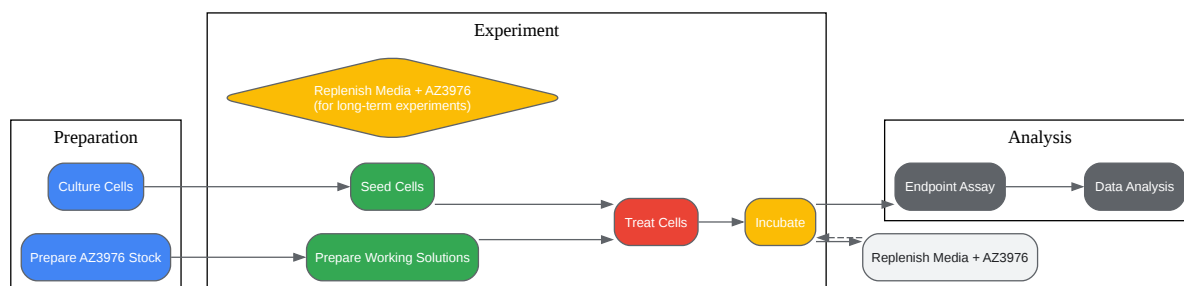 Experiment
Replenish Media + AZ3976
(for long-term experiments)
Preparation
Analysis
Culture Cells
Seed Cells
Endpoint Assay
Data Analysis
Treat Cells
Incubate
Prepare AZ3976 Stock
Prepare Working Solutions
Replenish Media + AZ3976